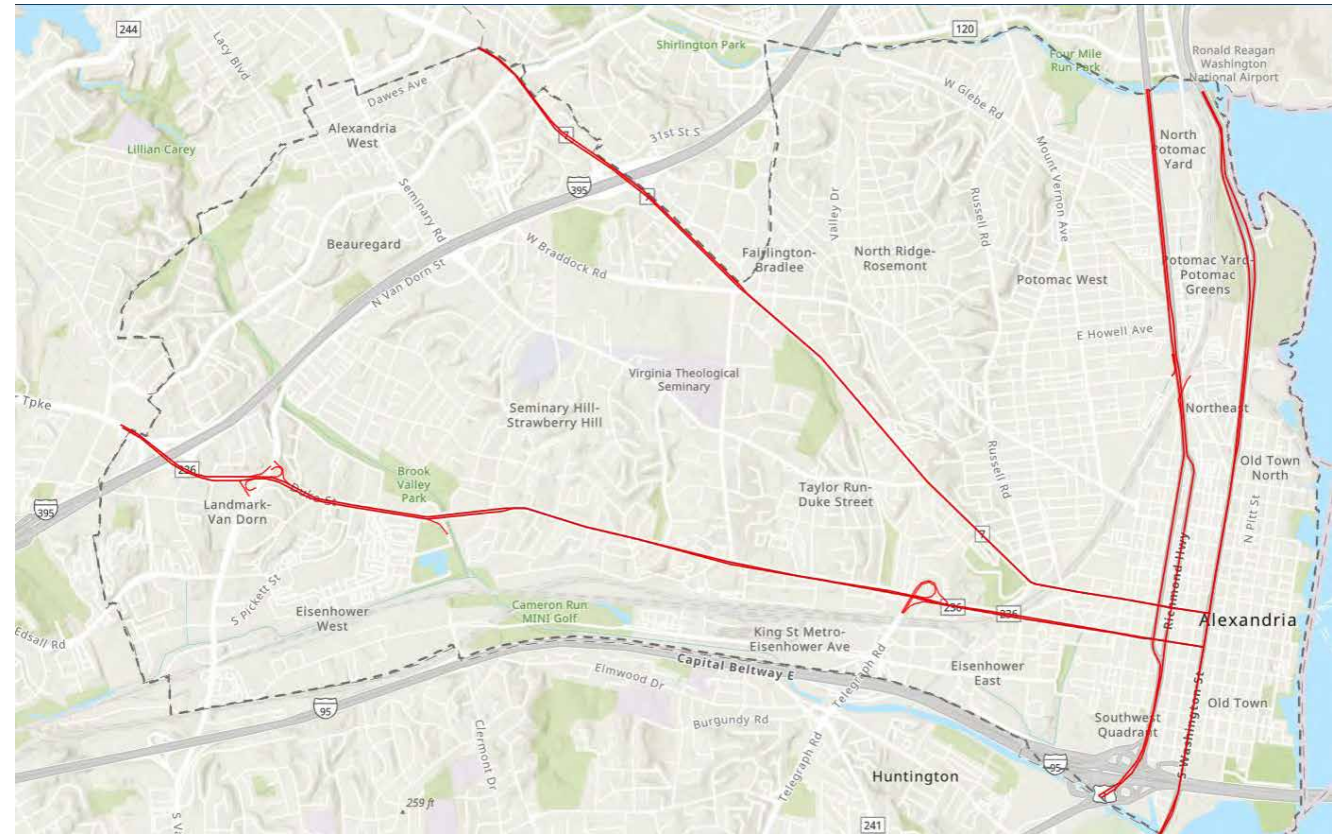 244
Lacy Blvd
Shirlington Park
120
Four Mile
Run Park
Ronald Reagan
Washington
National Airport
Dawes Ave
Alexandria
West
7
31st St S
W Glebe Rd
North
Potomac
Yard
Lillian Carey
395
7
Mount Vernon Ave
Seminary Rd
Valley Dr
Russell Rd
Beauregard
W Braddock Rd
Fairlington-
Bradlee
North Ridge-
Rosemont
Potomac Yard-
Potomac
Greens
Potomac West
N Van Dorn St
E Howell Ave
Virginia Theological
Seminary
r Tpke
Seminary Hill-
Strawberry Hill
Northeast
236
Brook
Valley
Park
Russell Rd
Old Town
North
Duke St
Taylor Run-
Duke Street
395
Landmark-
Van Dorn
N Pitt St
7
S Pickett St
Eisenhower
West
Cameron Run
MINI Golf
236
236
Richmond Hwy
Alexandria
Edsall Rd
King St Metro-
Eisenhower Ave
Capital Beltway E
Elmwood Dr
Telegraph Rd
Eisenhower
East
95
Burgundy Rd
Old Town
S Washington St
Southwest
Quadrant
Clermont Dr
Telegraph Rd
95
Huntington
259 ft
S Va
241